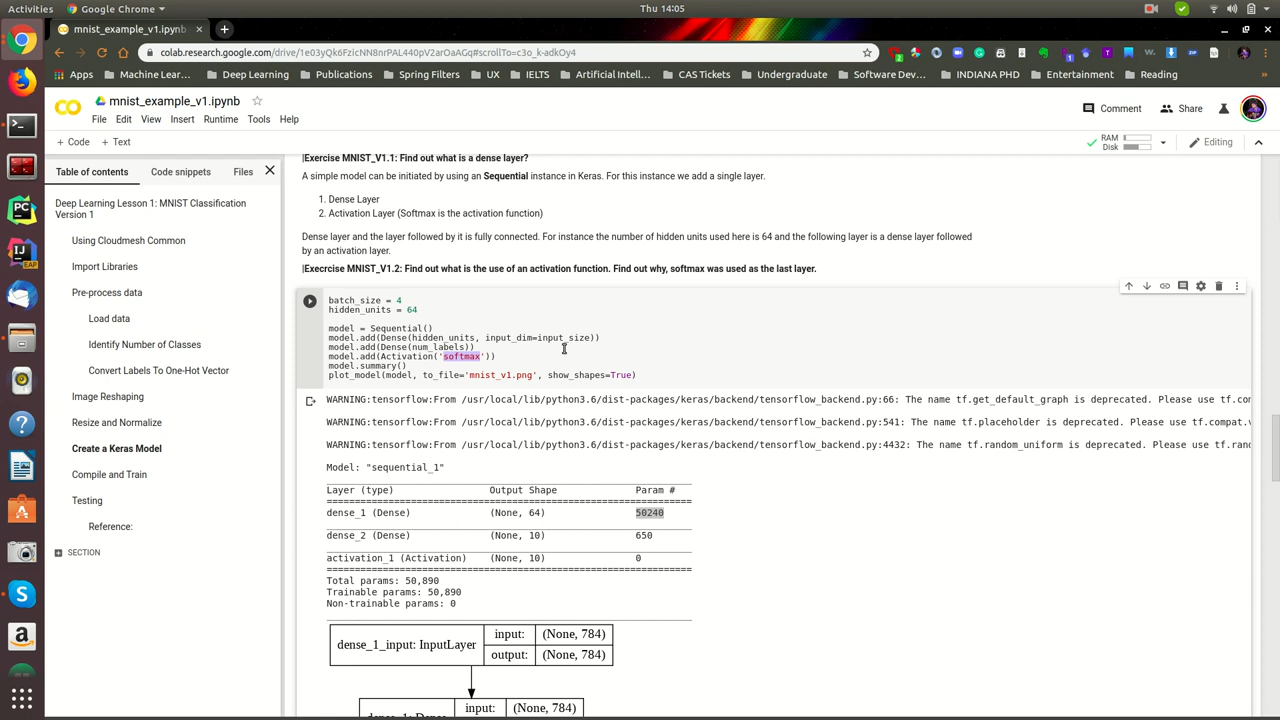 Activities
Google Chrome
Thu 14:05
mnist_example_v1.ipynb
colab.research.google.com/drive/1e03yQk6FzicNN8nrPAL440pV2arOaAGq#scrollTo=c3o_k-adkOy4
Apps
Machine Lear...
Deep Learning
Publications
Spring Filters
UX
IELTS
Artificial Intell...
CAS Tickets
Undergraduate
Software Dev...
INDIANA PHD
Entertainment
Reading
mnist_example_v1.ipynb
Comment
Share
File
Edit
View
Insert
Runtime
Tools
Help
+ Code
+ Text
RAM
Disk
Editing
Table of contents
Code snippets
Files
Deep Learning Lesson 1: MNIST Classification
Version 1
Using Cloudmesh Common
Import Libraries
Pre-process data
Load data
Identify Number of Classes
Convert Labels To One-Hot Vector
Image Reshaping
Resize and Normalize
Create a Keras Model
Compile and Train
Testing
Reference:
SECTION
|Exercise MNIST_V1.1: Find out what is a dense layer?
A simple model can be initiated by using an Sequential instance in Keras. For this instance we add a single layer.
1. Dense Layer
2. Activation Layer (Softmax is the activation function)
Dense layer and the layer followed by it is fully connected. For instance the number of hidden units used here is 64 and the following layer is a dense layer followed
by an activation layer.
|Execrcise MNIST_V1.2: Find out what is the use of an activation function. Find out why, softmax was used as the last layer.
batch_size = 4
hidden_units = 64
model = Sequential()
model.add(Dense(hidden_units, input_dim=input_size))
model.add(Dense(num_labels))
model.add(Activation('softmax'))
model.summary()
plot_model(model, to_file='mnist_v1.png', show_shapes=True)
WARNING:tensorflow:From /usr/local/lib/python3.6/dist-packages/keras/backend/tensorflow_backend.py:66: The name tf.get_default_graph is deprecated. Please use tf.com
WARNING:tensorflow:From /usr/local/lib/python3.6/dist-packages/keras/backend/tensorflow_backend.py:541: The name tf.placeholder is deprecated. Please use tf.compat.v
WARNING:tensorflow:From /usr/local/lib/python3.6/dist-packages/keras/backend/tensorflow_backend.py:4432: The name tf.random_uniform is deprecated. Please use tf.rand
Model: "sequential_1"
Layer (type) Output Shape Param #
dense_1 (Dense) (None, 64) 50240
dense_2 (Dense) (None, 10) 650
activation_1 (Activation) (None, 10) 0
Total params: 50,890
Trainable params: 50,890
Non-trainable params: 0
dense_1_input: InputLayer
input: (None, 784)
output: (None, 784)
dense_1: Dense
input: (None, 784)